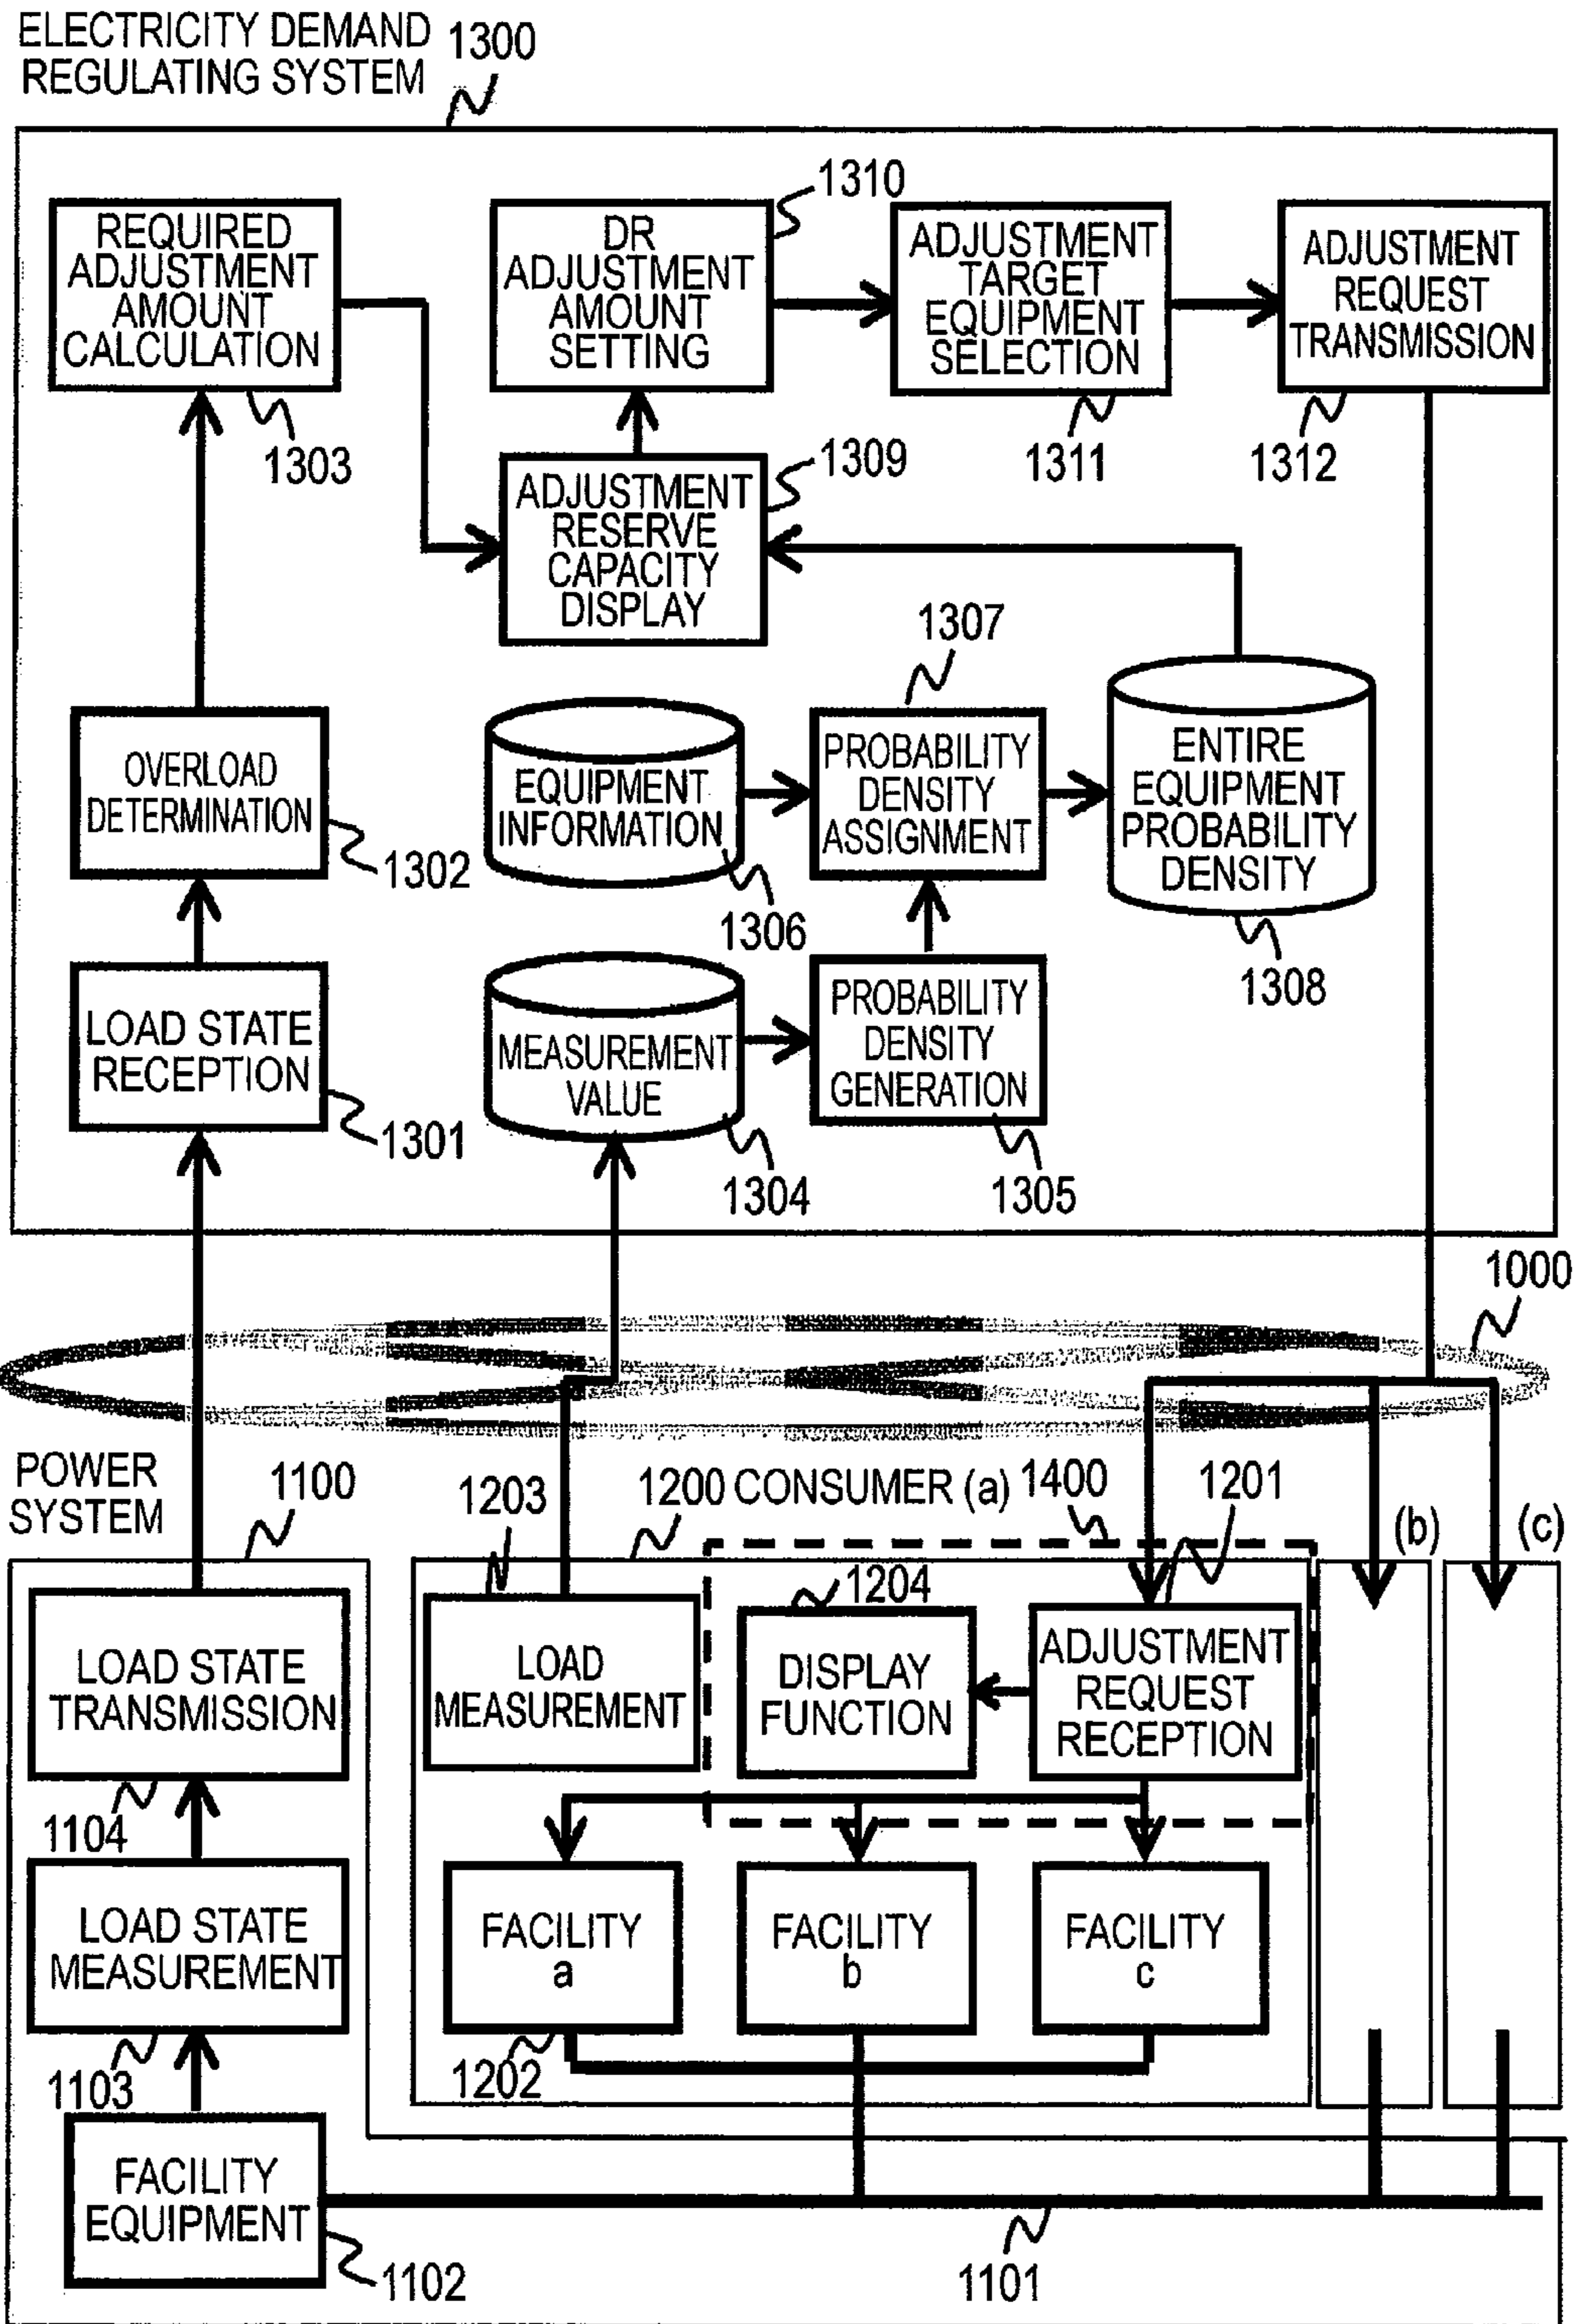 ELECTRICITY DEMAND
REGULATING SYSTEM
1300
1310
REQUIRED
ADJUSTMENT
AMOUNT
CALCULATION
DR
ADJUSTMENT
AMOUNT
SETTING
ADJUSTMENT
TARGET
EQUIPMENT
SELECTION
ADJUSTMENT
REQUEST
TRANSMISSION
1303
1309
1311
1312
ADJUSTMENT
RESERVE
CAPACITY
DISPLAY
1307
OVERLOAD
DETERMINATION
EQUIPMENT
INFORMATION
PROBABILITY
DENSITY
ASSIGNMENT
ENTIRE
EQUIPMENT
PROBABILITY
DENSITY
1302
1306
1308
LOAD STATE
RECEPTION
MEASUREMENT
VALUE
PROBABILITY
DENSITY
GENERATION
1301
1304
1305
1000
POWER
SYSTEM
1100
1203
1200 CONSUMER (a)
1400
1201
(b)
(c)
1204
LOAD STATE
TRANSMISSION
LOAD
MEASUREMENT
DISPLAY
FUNCTION
ADJUSTMENT
REQUEST
RECEPTION
1104
LOAD STATE
MEASUREMENT
FACILITY
a
FACILITY
b
FACILITY
c
1103
1202
FACILITY
EQUIPMENT
1102
1101